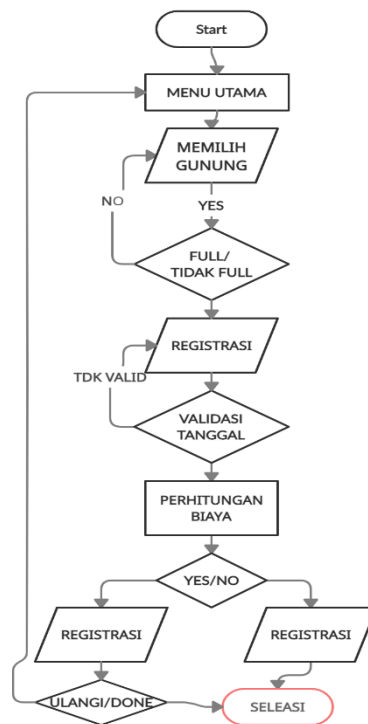 Start
MENU UTAMA
MEMILIH
GUNUNG
NO
YES
FULL/
TIDAK FULL
REGISTRASI
TDK VALID
VALIDASI
TANGGAL
PERHITUNGAN
BIAYA
YES/NO
REGISTRASI
REGISTRASI
ULANGI/DONE
SELEASI